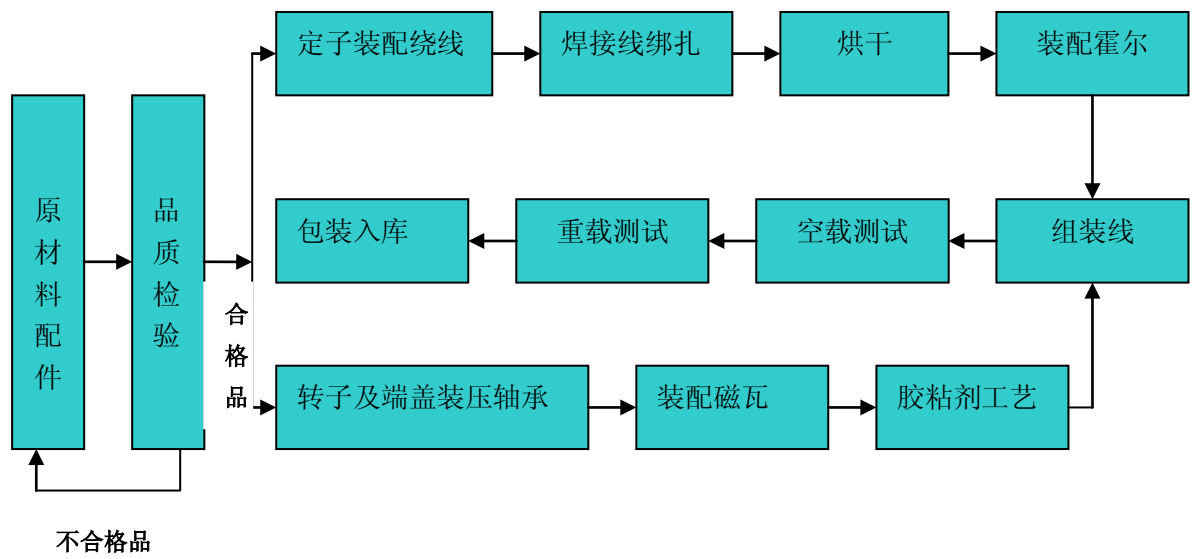 原材料配件
品质检验
合格品
不合格品
定子装配绕线
焊接线绑扎
烘干
装配霍尔
包装入库
重载测试
空载测试
组装线
转子及端盖装压轴承
装配磁瓦
胶粘剂工艺